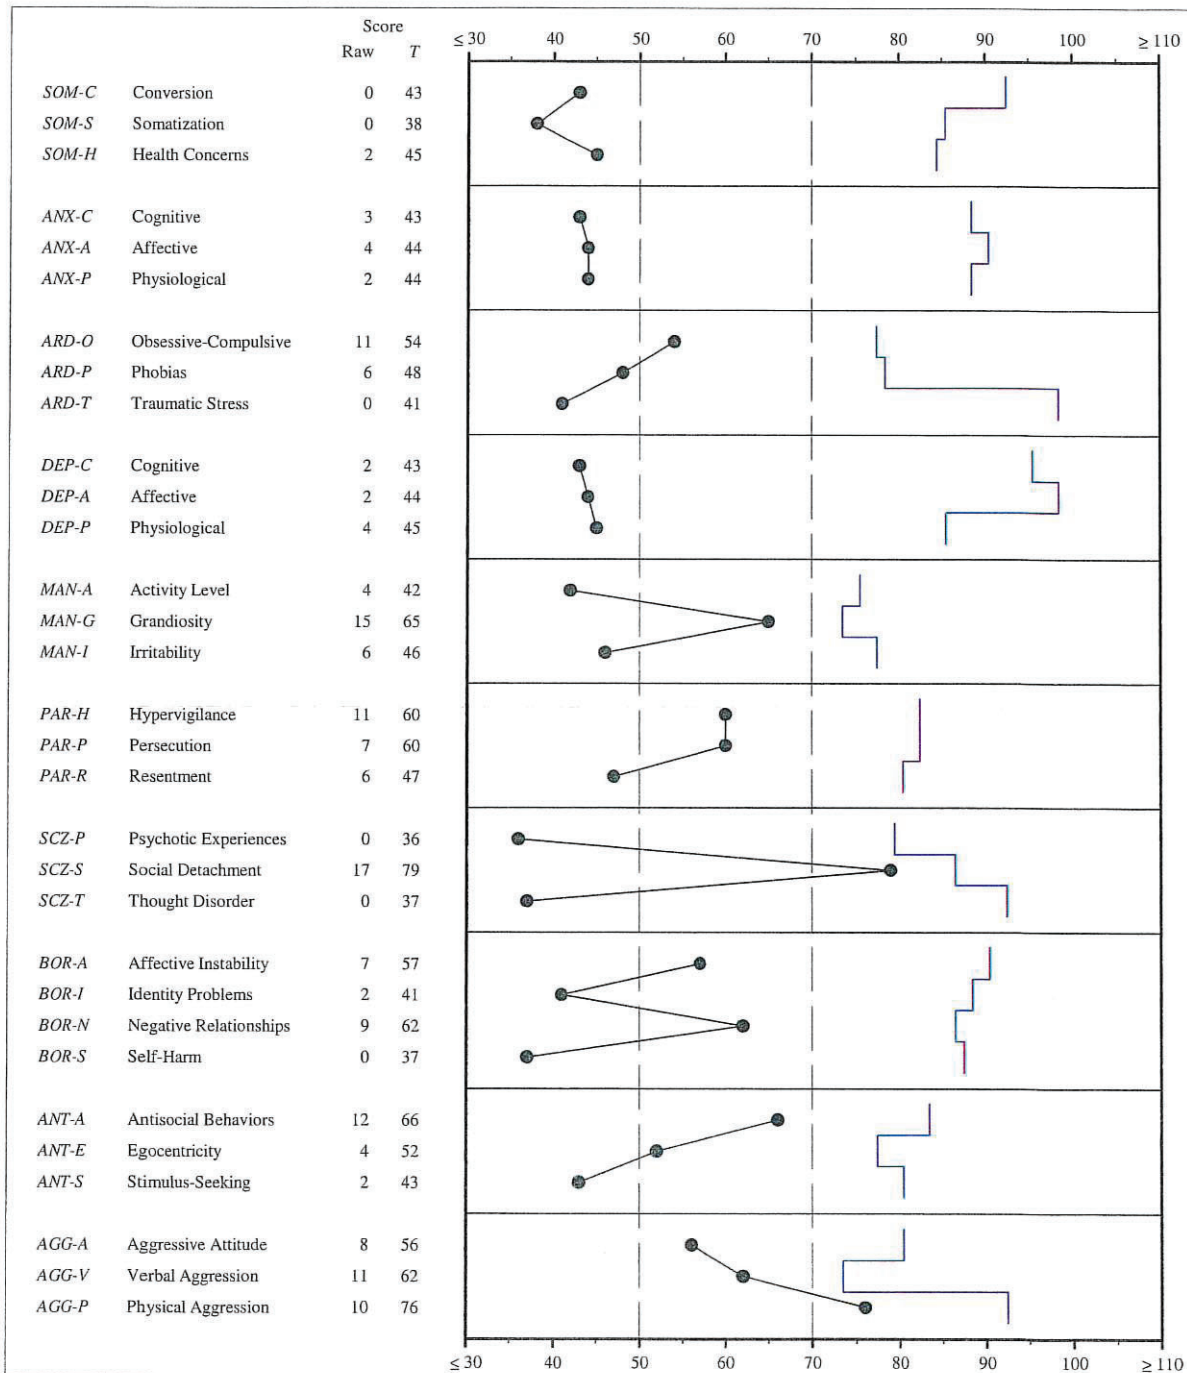 Score
Raw T
≤ 30 40 50 60 70 80 90 100 ≥ 110
SOM-C Conversion 0 43
SOM-S Somatization 0 38
SOM-H Health Concerns 2 45
ANX-C Cognitive 3 43
ANX-A Affective 4 44
ANX-P Physiological 2 44
ARD-O Obsessive-Compulsive 11 54
ARD-P Phobias 6 48
ARD-T Traumatic Stress 0 41
DEP-C Cognitive 2 43
DEP-A Affective 2 44
DEP-P Physiological 4 45
MAN-A Activity Level 4 42
MAN-G Grandiosity 15 65
MAN-I Irritability 6 46
PAR-H Hypervigilance 11 60
PAR-P Persecution 7 60
PAR-R Resentment 6 47
SCZ-P Psychotic Experiences 0 36
SCZ-S Social Detachment 17 79
SCZ-T Thought Disorder 0 37
BOR-A Affective Instability 7 57
BOR-I Identity Problems 2 41
BOR-N Negative Relationships 9 62
BOR-S Self-Harm 0 37
ANT-A Antisocial Behaviors 12 66
ANT-E Egocentricity 4 52
ANT-S Stimulus-Seeking 2 43
AGG-A Aggressive Attitude 8 56
AGG-V Verbal Aggression 11 62
AGG-P Physical Aggression 10 76
≤ 30 40 50 60 70 80 90 100 ≥ 110